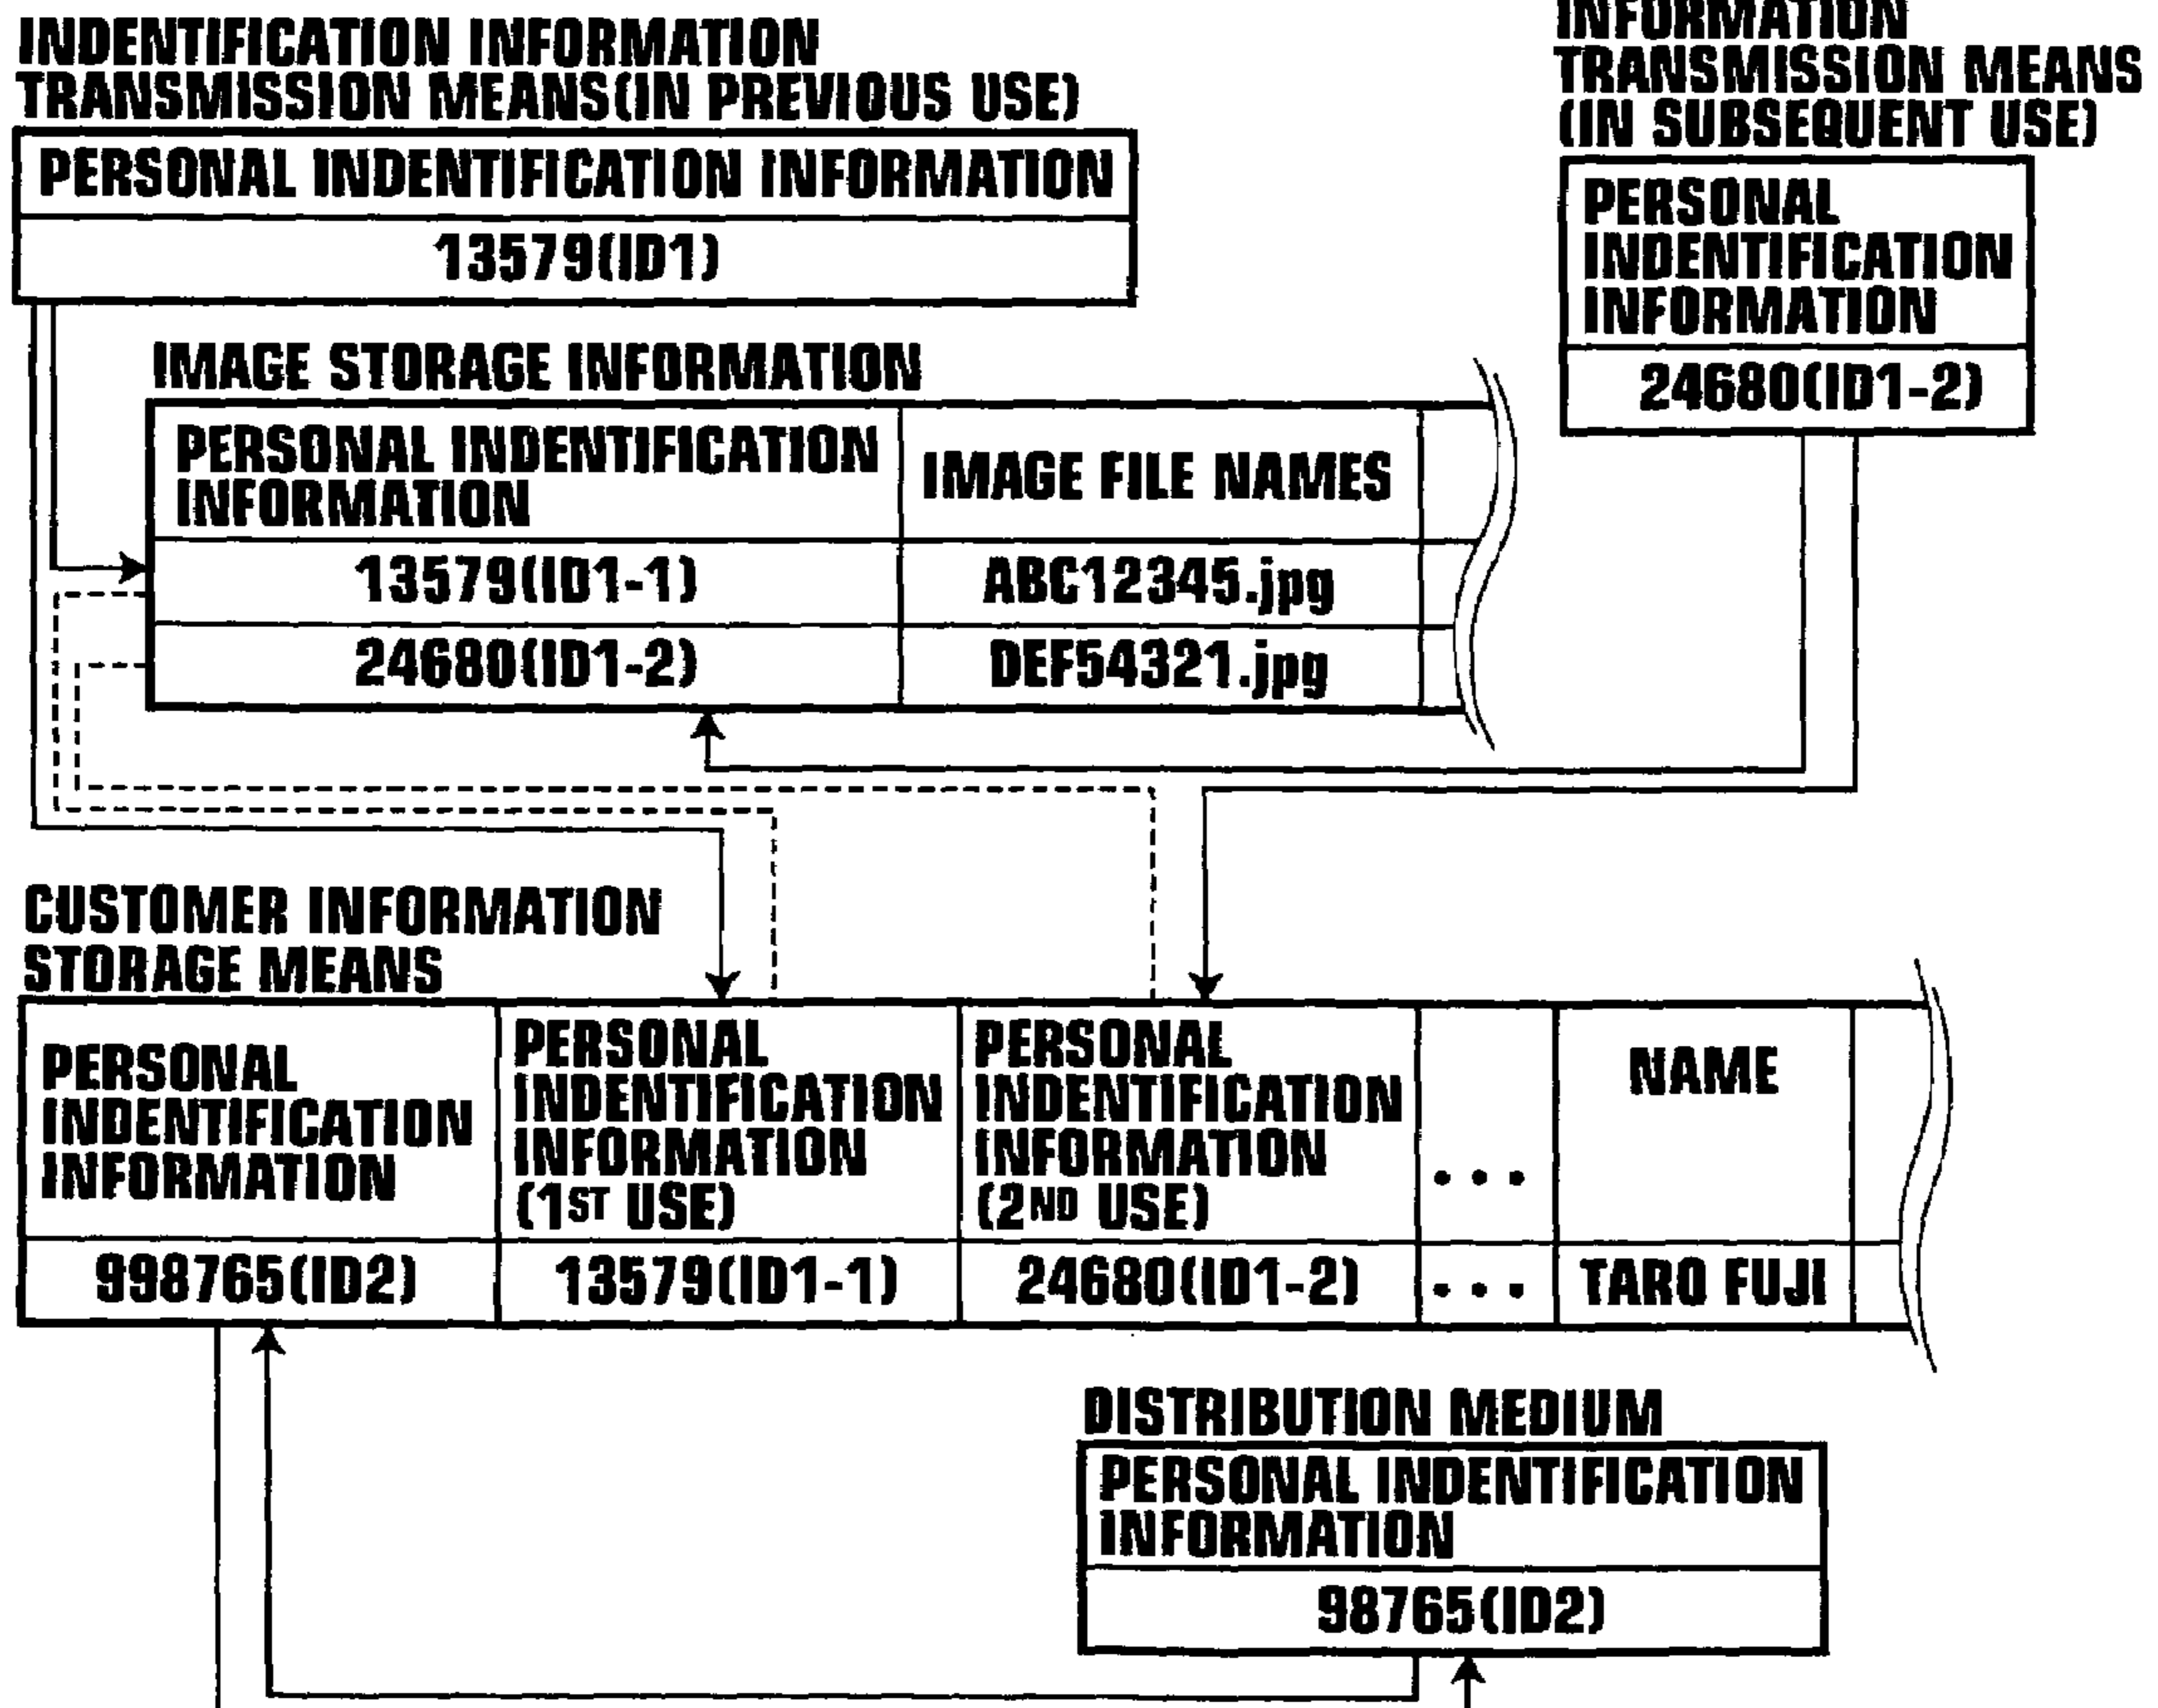 INDENTIFICATION INFORMATION
TRANSMISSION MEANS(IN PREVIOUS USE)
PERSONAL INDENTIFICATION INFORMATION
13579(ID1)
INFORMATION
TRANSMISSION MEANS
(IN SUBSEQUENT USE)
PERSONAL
INDENTIFICATION
INFORMATION
24680(ID1-2)
IMAGE STORAGE INFORMATION
PERSONAL INDENTIFICATION
INFORMATION
IMAGE FILE NAMES
13579(ID1-1)
ABC12345.jpg
24680(ID1-2)
DEF54321.jpg
CUSTOMER INFORMATION
STORAGE MEANS
PERSONAL
INDENTIFICATION
INFORMATION
PERSONAL
INDENTIFICATION
INFORMATION
(1ST USE)
PERSONAL
INDENTIFICATION
INFORMATION
(2ND USE)
...
NAME
998765(ID2)
13579(ID1-1)
24680(ID1-2)
...
TARO FUJI
DISTRIBUTION MEDIUM
PERSONAL INDENTIFICATION
INFORMATION
98765(ID2)